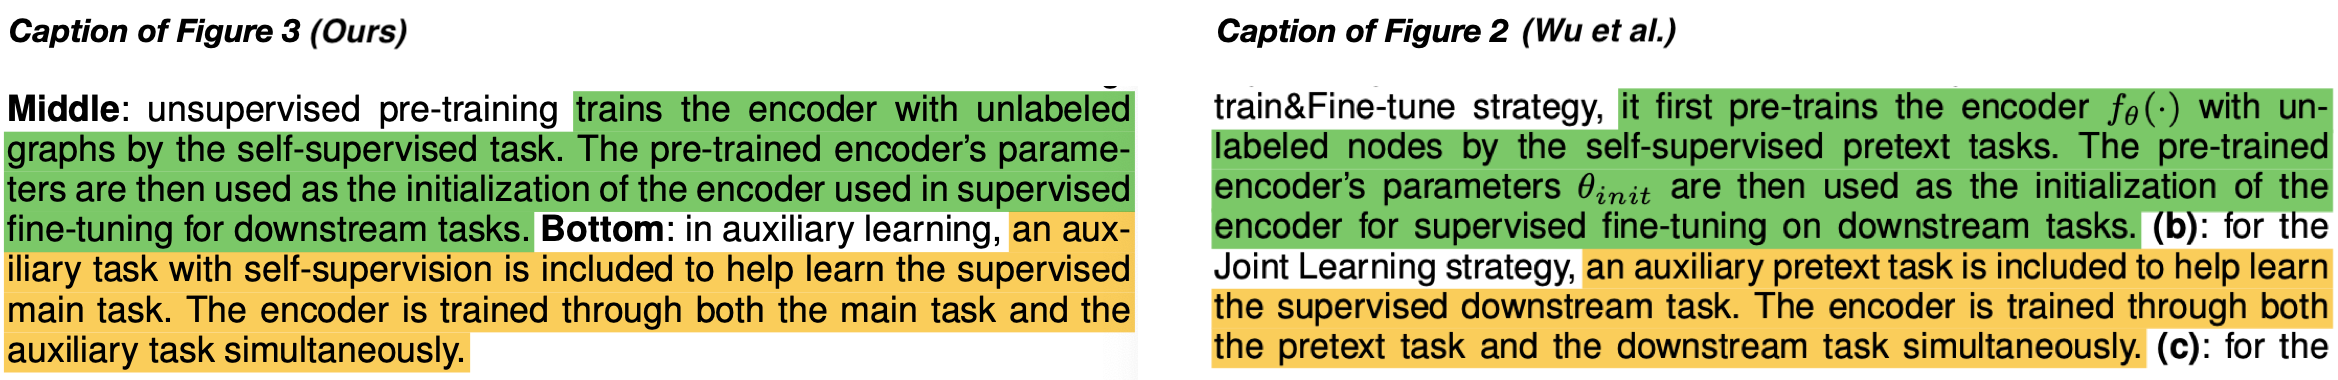 Caption of Figure 3 (Ours)
Middle: unsupervised pre-training trains the encoder with unlabeled
graphs by the self-supervised task. The pre-trained encoder's parame-
ters are then used as the initialization of the encoder used in supervised
fine-tuning for downstream tasks. Bottom: in auxiliary learning, an aux-
iliary task with self-supervision is included to help learn the supervised
main task. The encoder is trained through both the main task and the
auxiliary task simultaneously.
Caption of Figure 2 (Wu et al.)
train&Fine-tune strategy, it first pre-trains the encoder fθ(·) with un-
labeled nodes by the self-supervised pretext tasks. The pre-trained
encoder's parameters θinit are then used as the initialization of the
encoder for supervised fine-tuning on downstream tasks. (b): for the
Joint Learning strategy, an auxiliary pretext task is included to help learn
the supervised downstream task. The encoder is trained through both
the pretext task and the downstream task simultaneously. (c): for the